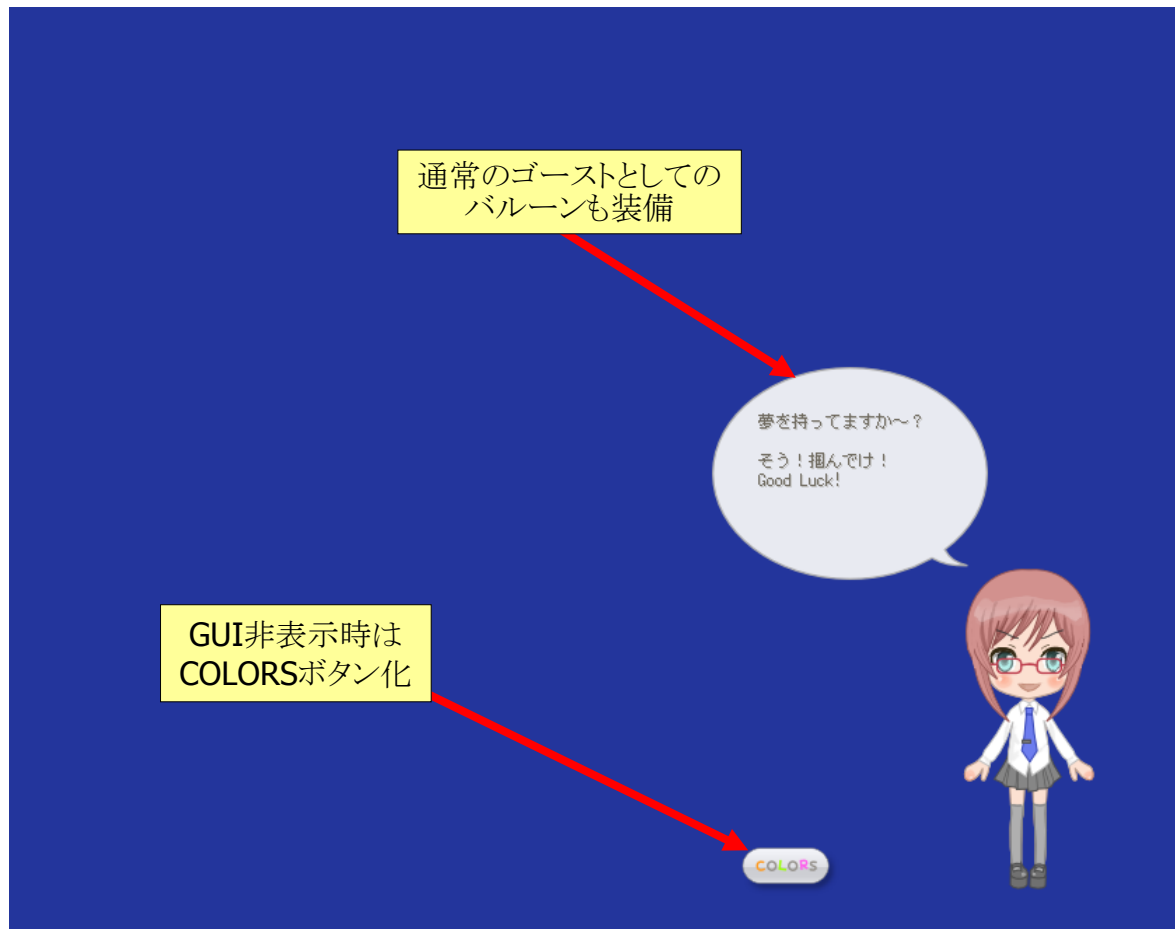 通常のゴーストとしての
バルーンも装備
夢を持ってますか～？
そう！掴んでけ！
Good Luck!
GUI非表示時は
COLORSボタン化
COLORS